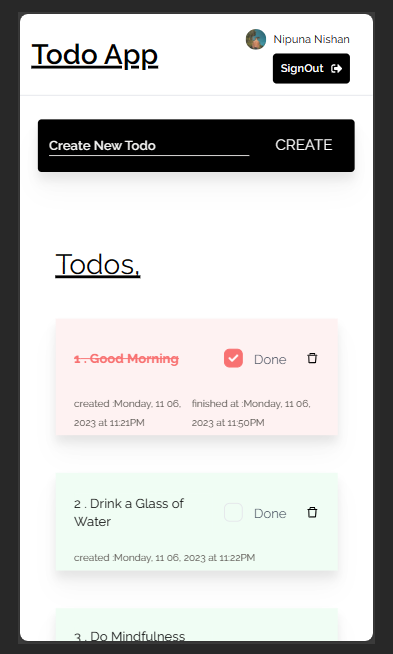 Todo App
Nipuna Nishan
SignOut
Create New Todo
CREATE
Todos,
1 . Good Morning
Done
created :Monday, 11 06,
2023 at 11:21PM
finished at :Monday, 11 06,
2023 at 11:50PM
2 . Drink a Glass of
Water
Done
created :Monday, 11 06, 2023 at 11:22PM
3 . Do Mindfulness